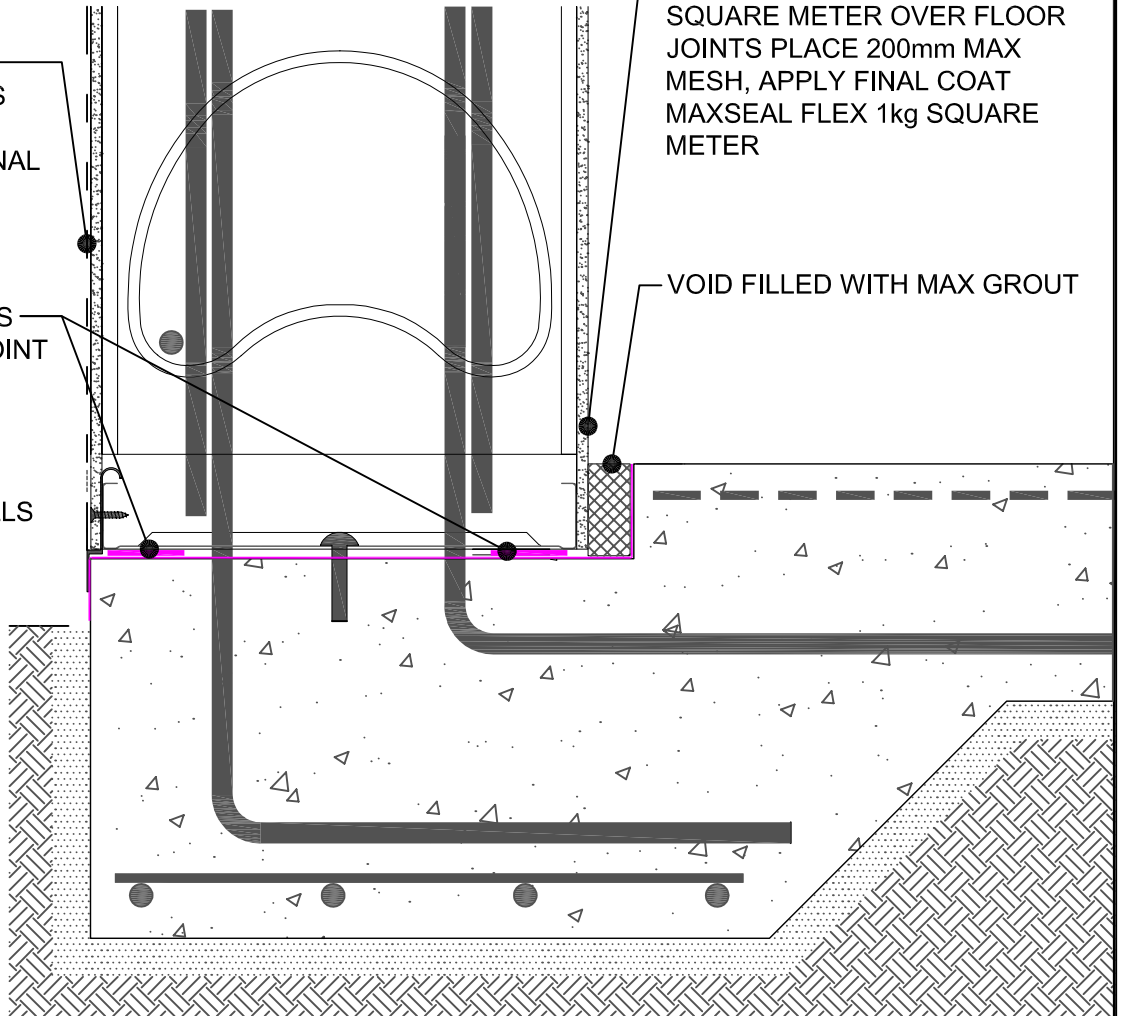 SQUARE METER OVER FLOOR
JOINTS PLACE 200mm MAX
MESH, APPLY FINAL COAT
MAXSEAL FLEX 1kg SQUARE
METER
VOID FILLED WITH MAX GROUT